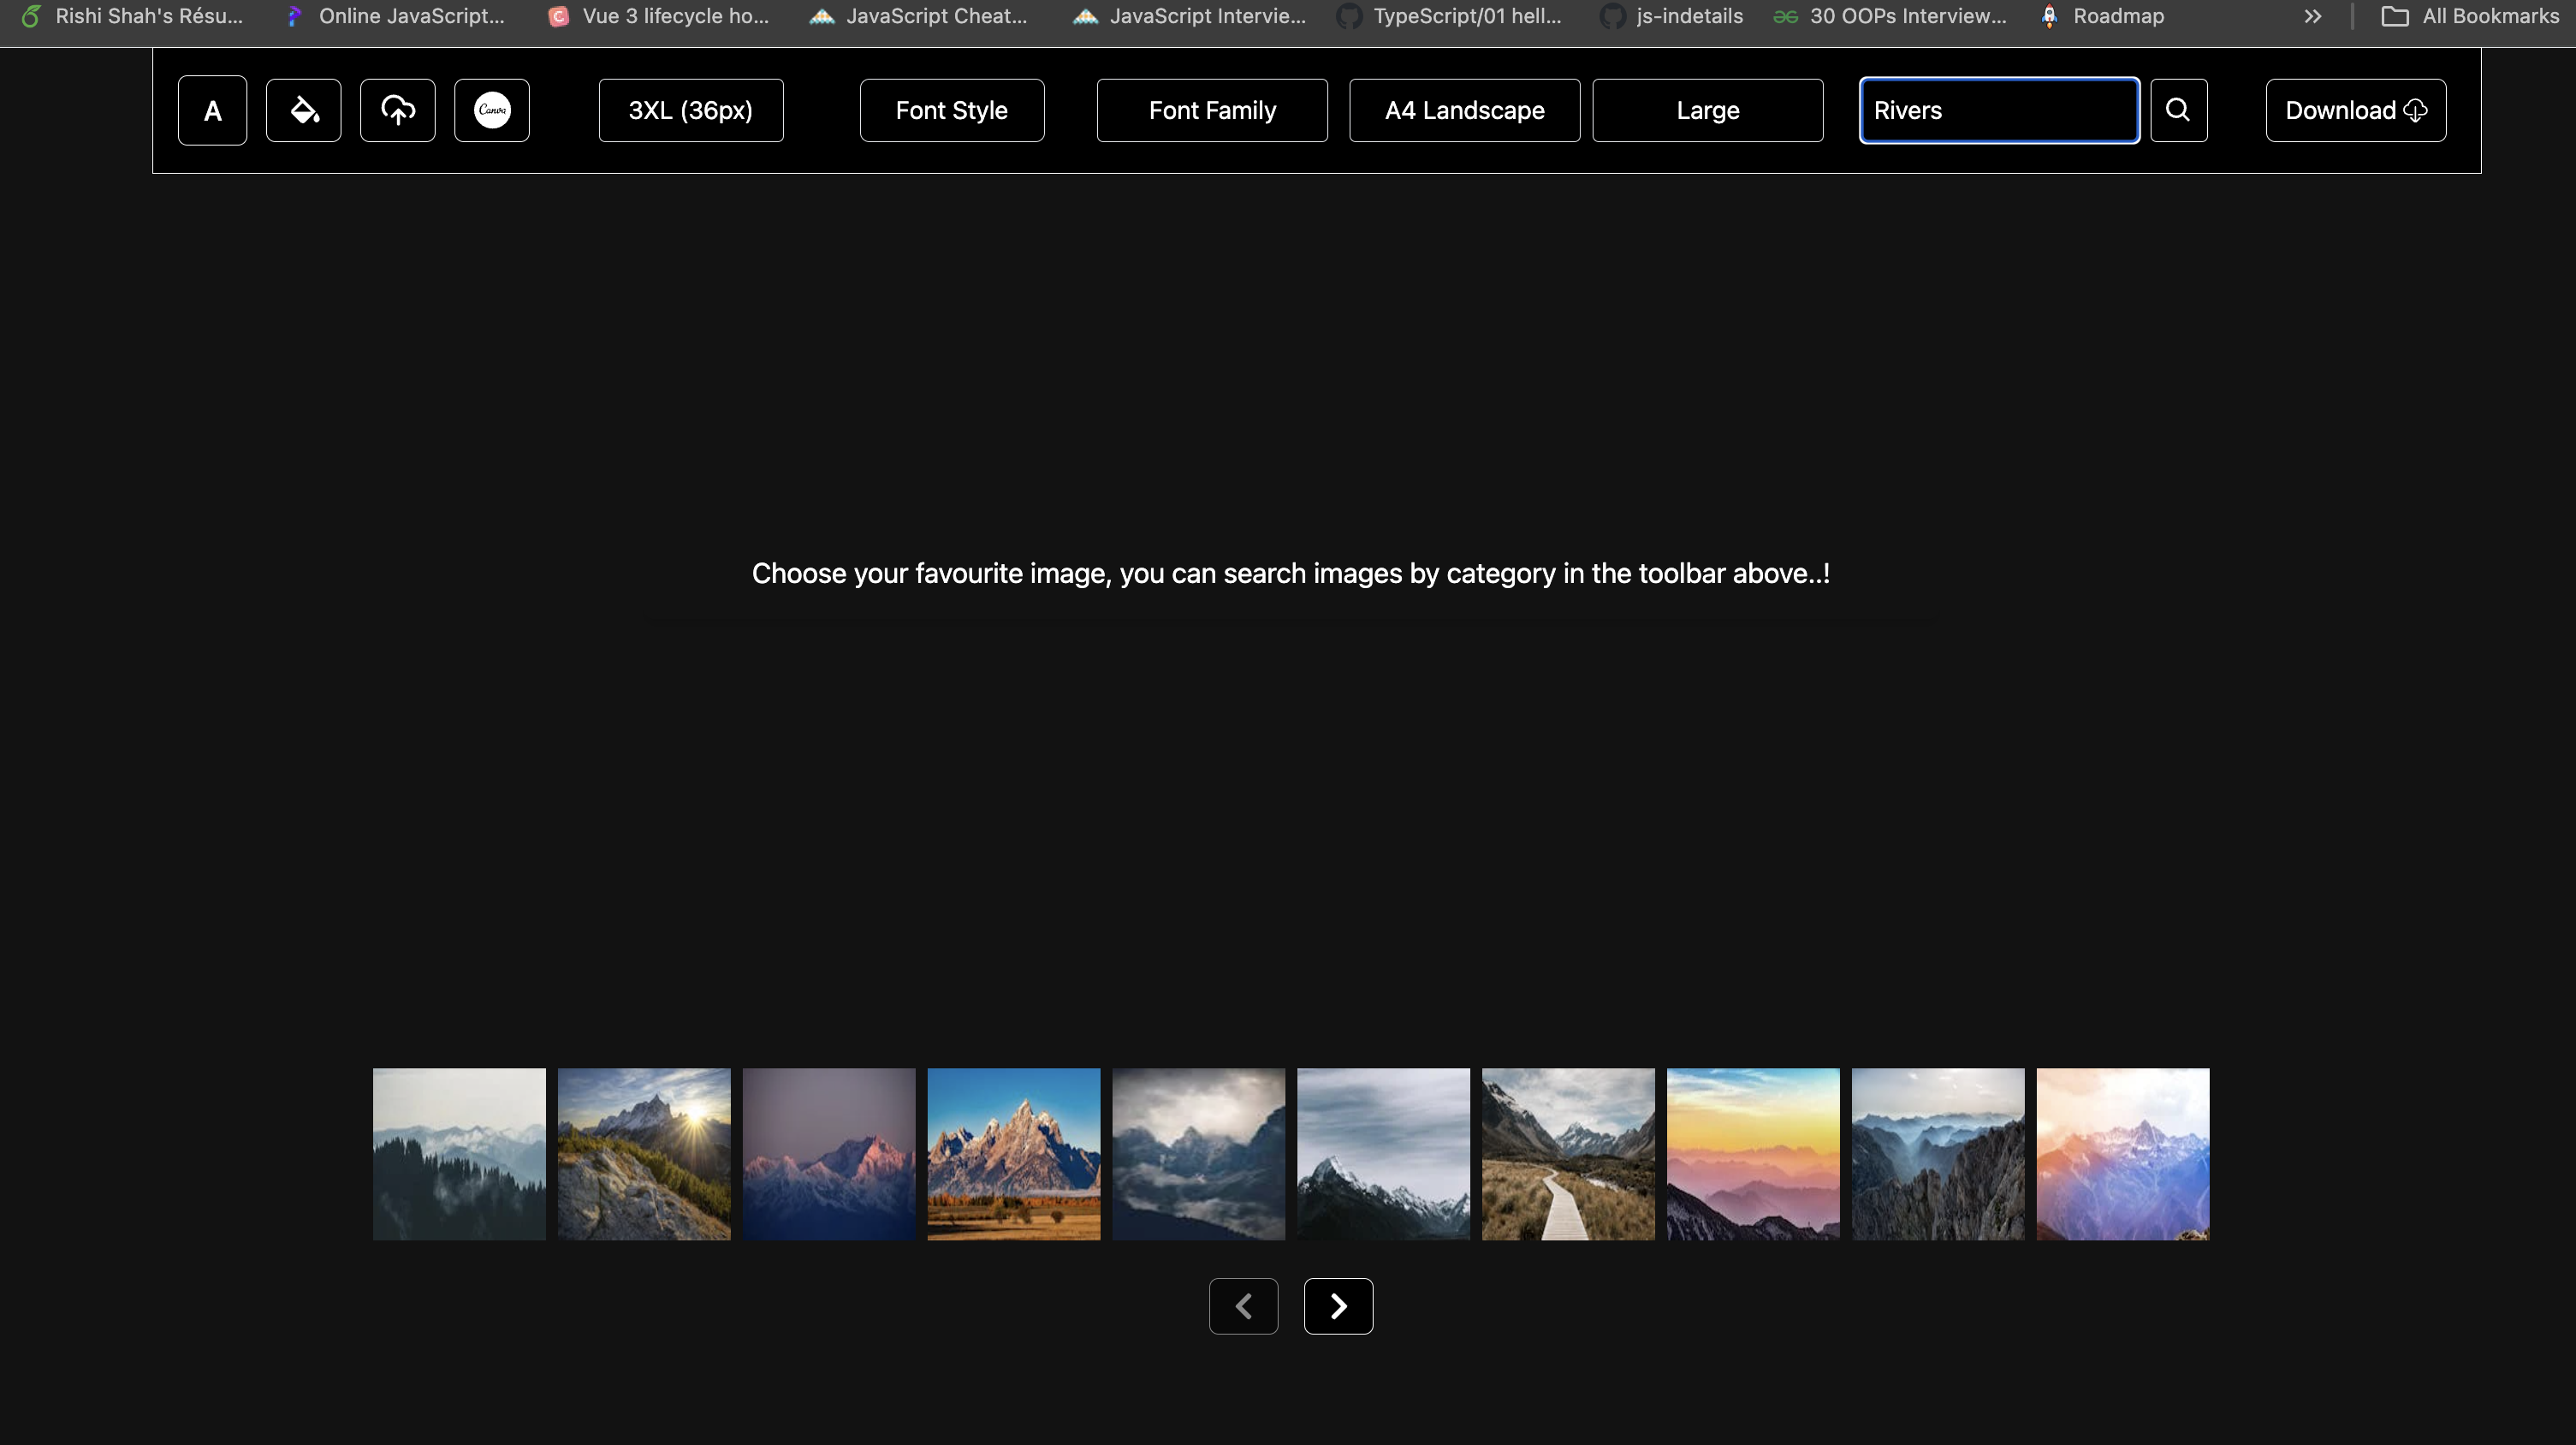 Rishi Shah's Résu... Online JavaScript... Vue 3 lifecycle ho... JavaScript Cheat... JavaScript Intervie... TypeScript/01 hell... js-indetails 30 OOPs Interview... Roadmap All Bookmarks
A Canva 3XL (36px) Font Style Font Family A4 Landscape Large Rivers Download
Choose your favourite image, you can search images by category in the toolbar above..!